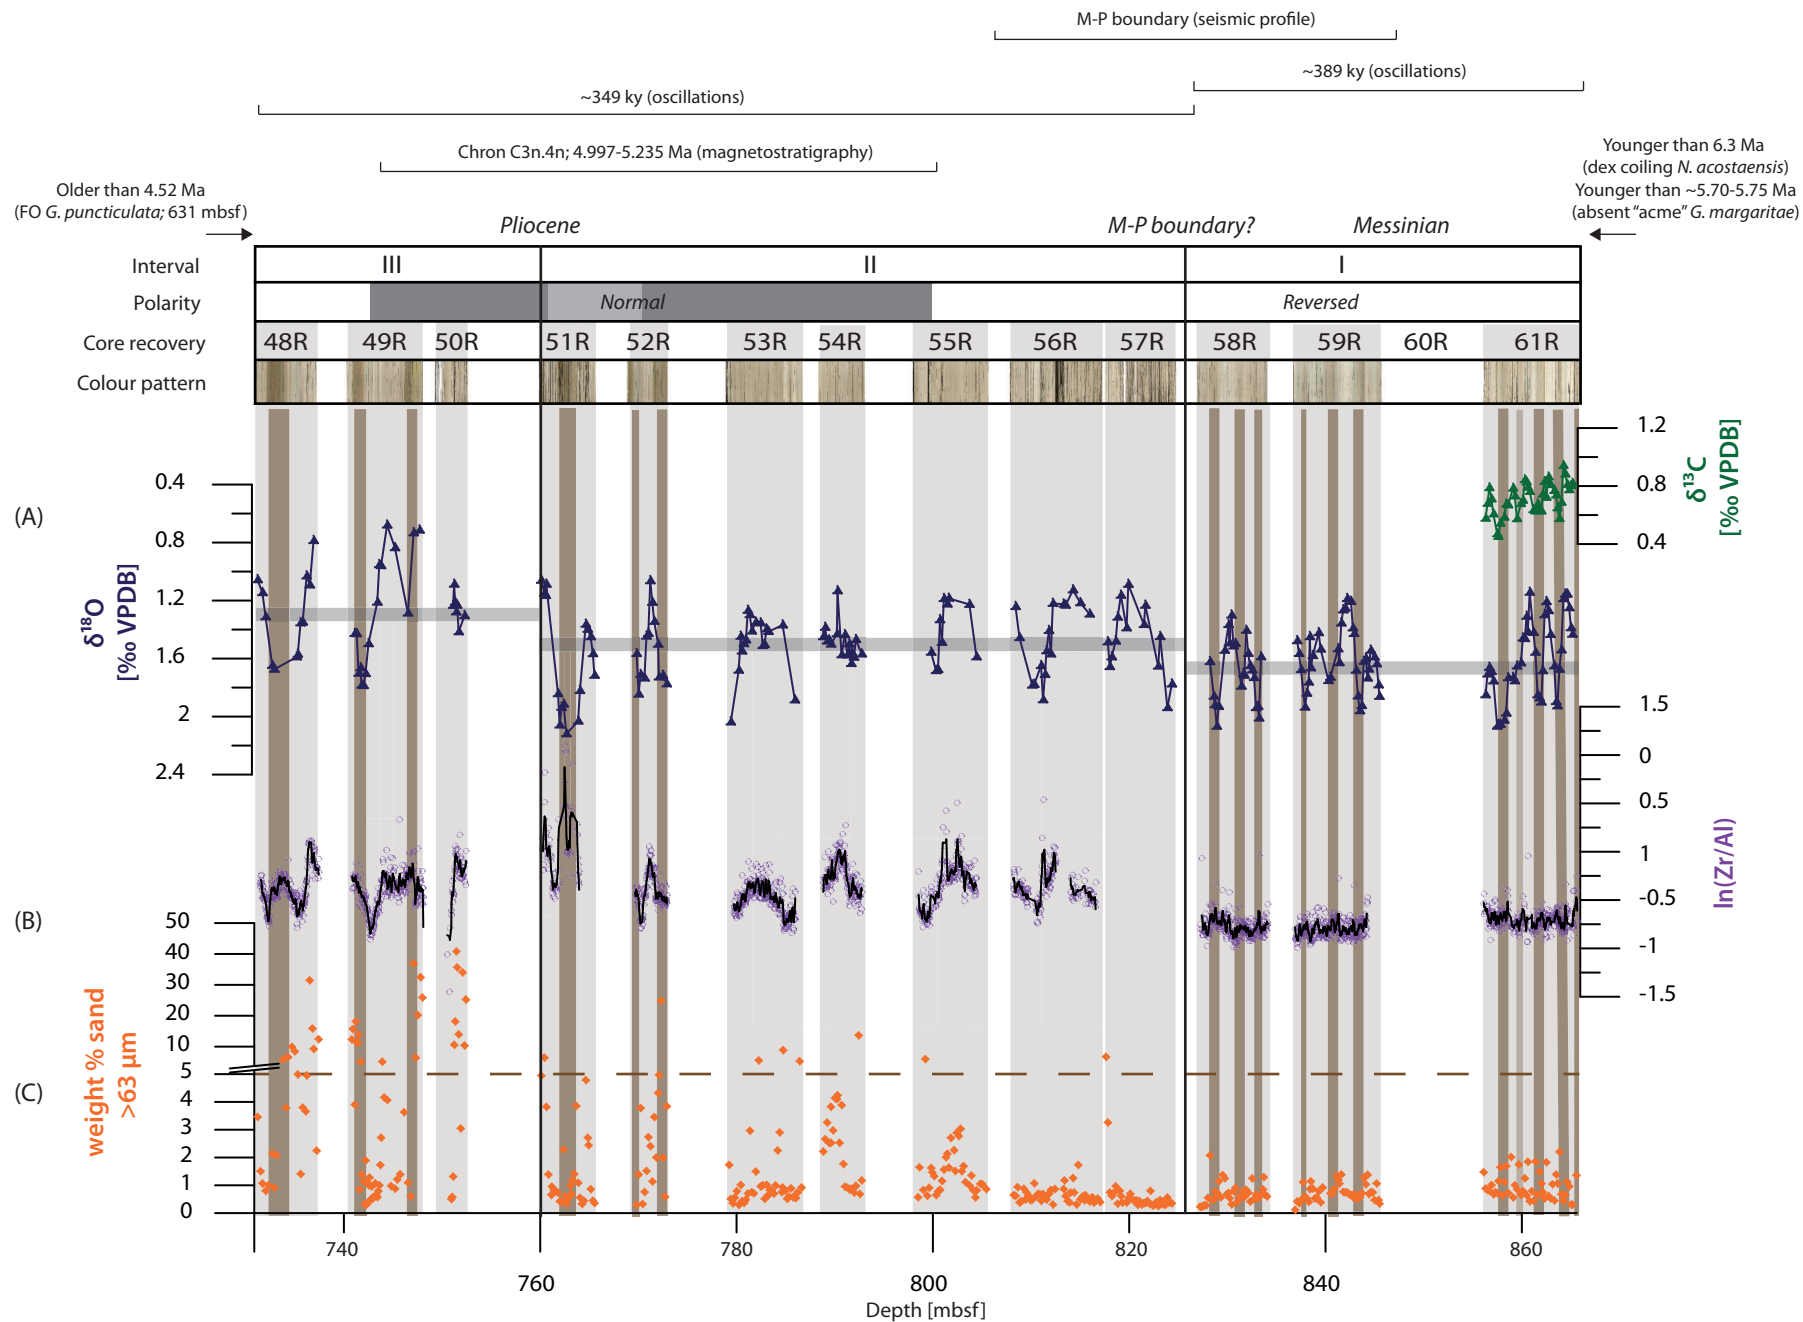 M-P boundary (seismic profile)
~389 ky (oscillations)
~349 ky (oscillations)
Chron C3n.4n; 4.997-5.235 Ma (magnetostratigraphy)
Older than 4.52 Ma
(FO G. puncticulata; 631 mbsf)
Younger than 6.3 Ma
(dex coiling N. acostaensis)
Younger than ~5.70-5.75 Ma
(absent "acme" G. margaritae)
Pliocene
M-P boundary?
Messinian
Interval
III
II
I
Polarity
Normal
Reversed
Core recovery
48R
49R
50R
51R
52R
53R
54R
55R
56R
57R
58R
59R
60R
61R
Colour pattern
(A)
δ18O
[‰ VPDB]
0.4
0.8
1.2
1.6
2
2.4
1.2
0.8
0.4
δ13C
[‰ VPDB]
1.5
0
0.5
1
-0.5
-1
-1.5
ln(Zr/Al)
(B)
(C)
weight % sand
>63 μm
50
40
30
20
10
5
4
3
2
1
0
740
760
780
800
820
840
860
Depth [mbsf]